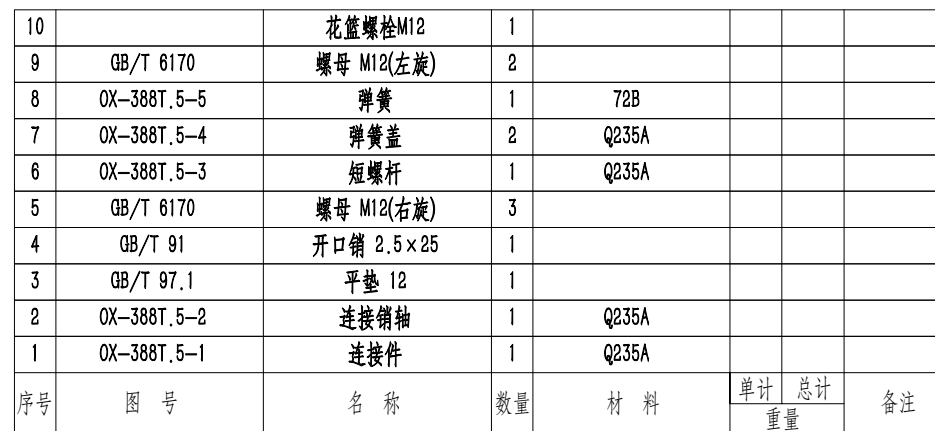 10 花篮螺栓M12 1
9 GB/T 6170 螺母 M12(左旋) 2
8 OX-388T.5-5 弹簧 1 72B
7 OX-388T.5-4 弹簧盖 2 Q235A
6 OX-388T.5-3 短螺杆 1 Q235A
5 GB/T 6170 螺母 M12(右旋) 3
4 GB/T 91 开口销 2.5×25 1
3 GB/T 97.1 平垫 12 1
2 OX-388T.5-2 连接销轴 1 Q235A
1 OX-388T.5-1 连接件 1 Q235A
序号 图 号 名 称 数量 材 料 单计 总计 备注
重量